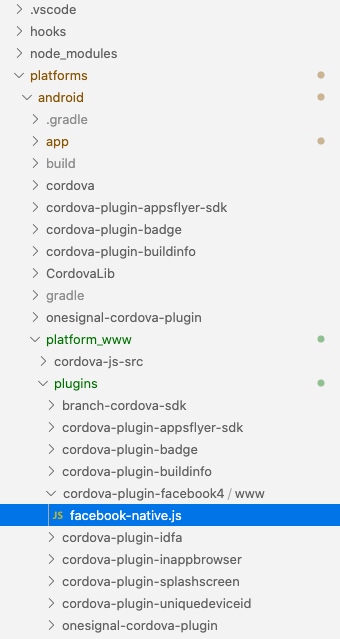 .vscode
hooks
node_modules
platforms
android
.gradle
app
build
cordova
cordova-plugin-appsflyer-sdk
cordova-plugin-badge
cordova-plugin-buildinfo
CordovaLib
gradle
onesignal-cordova-plugin
platform_www
cordova-js-src
plugins
branch-cordova-sdk
cordova-plugin-appsflyer-sdk
cordova-plugin-badge
cordova-plugin-buildinfo
cordova-plugin-facebook4 / www
JS facebook-native.js
cordova-plugin-idfa
cordova-plugin-inappbrowser
cordova-plugin-splashscreen
cordova-plugin-uniquedeviceid
onesignal-cordova-plugin